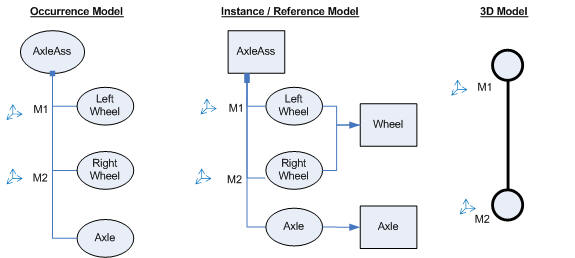 Occurrence Model
AxleAss
M1
Left
Wheel
M2
Right
Wheel
Axle
Instance / Reference Model
AxleAss
M1
Left
Wheel
Wheel
M2
Right
Wheel
Axle
Axle
3D Model
M1
M2